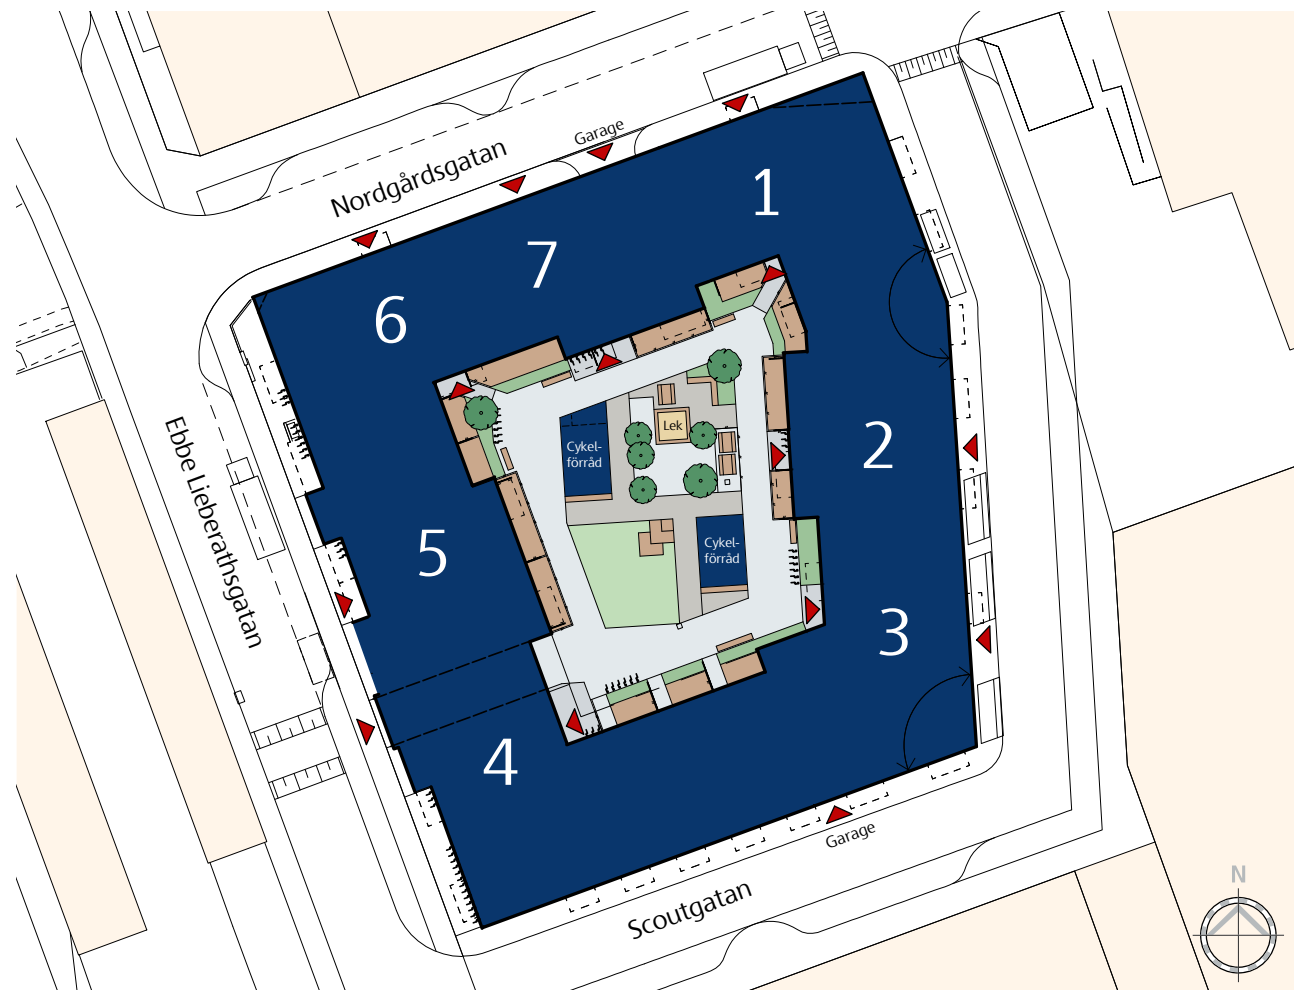 Garage
Nordgårdsgatan
1
7
6
Lek
Cykel-
förråd
2
Ebbe Lieberathsgatan
5
Cykel-
förråd
3
4
Garage
Scoutgatan
N